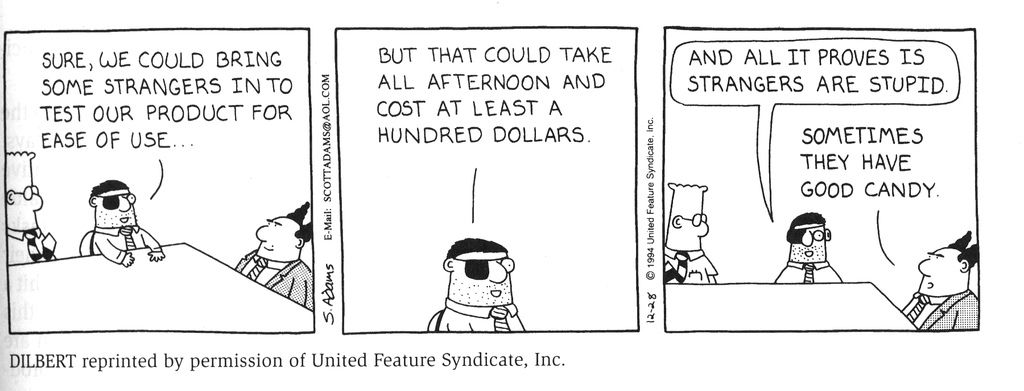 SURE, WE COULD BRING
SOME STRANGERS IN TO
TEST OUR PRODUCT FOR
EASE OF USE...
S. Adams
E-Mail: SCOTTADAMS@AOL.COM
BUT THAT COULD TAKE
ALL AFTERNOON AND
COST AT LEAST A
HUNDRED DOLLARS.
12-28
© 1994 United Feature Syndicate, Inc.
AND ALL IT PROVES IS
STRANGERS ARE STUPID.
SOMETIMES
THEY HAVE
GOOD CANDY.
DILBERT reprinted by permission of United Feature Syndicate, Inc.